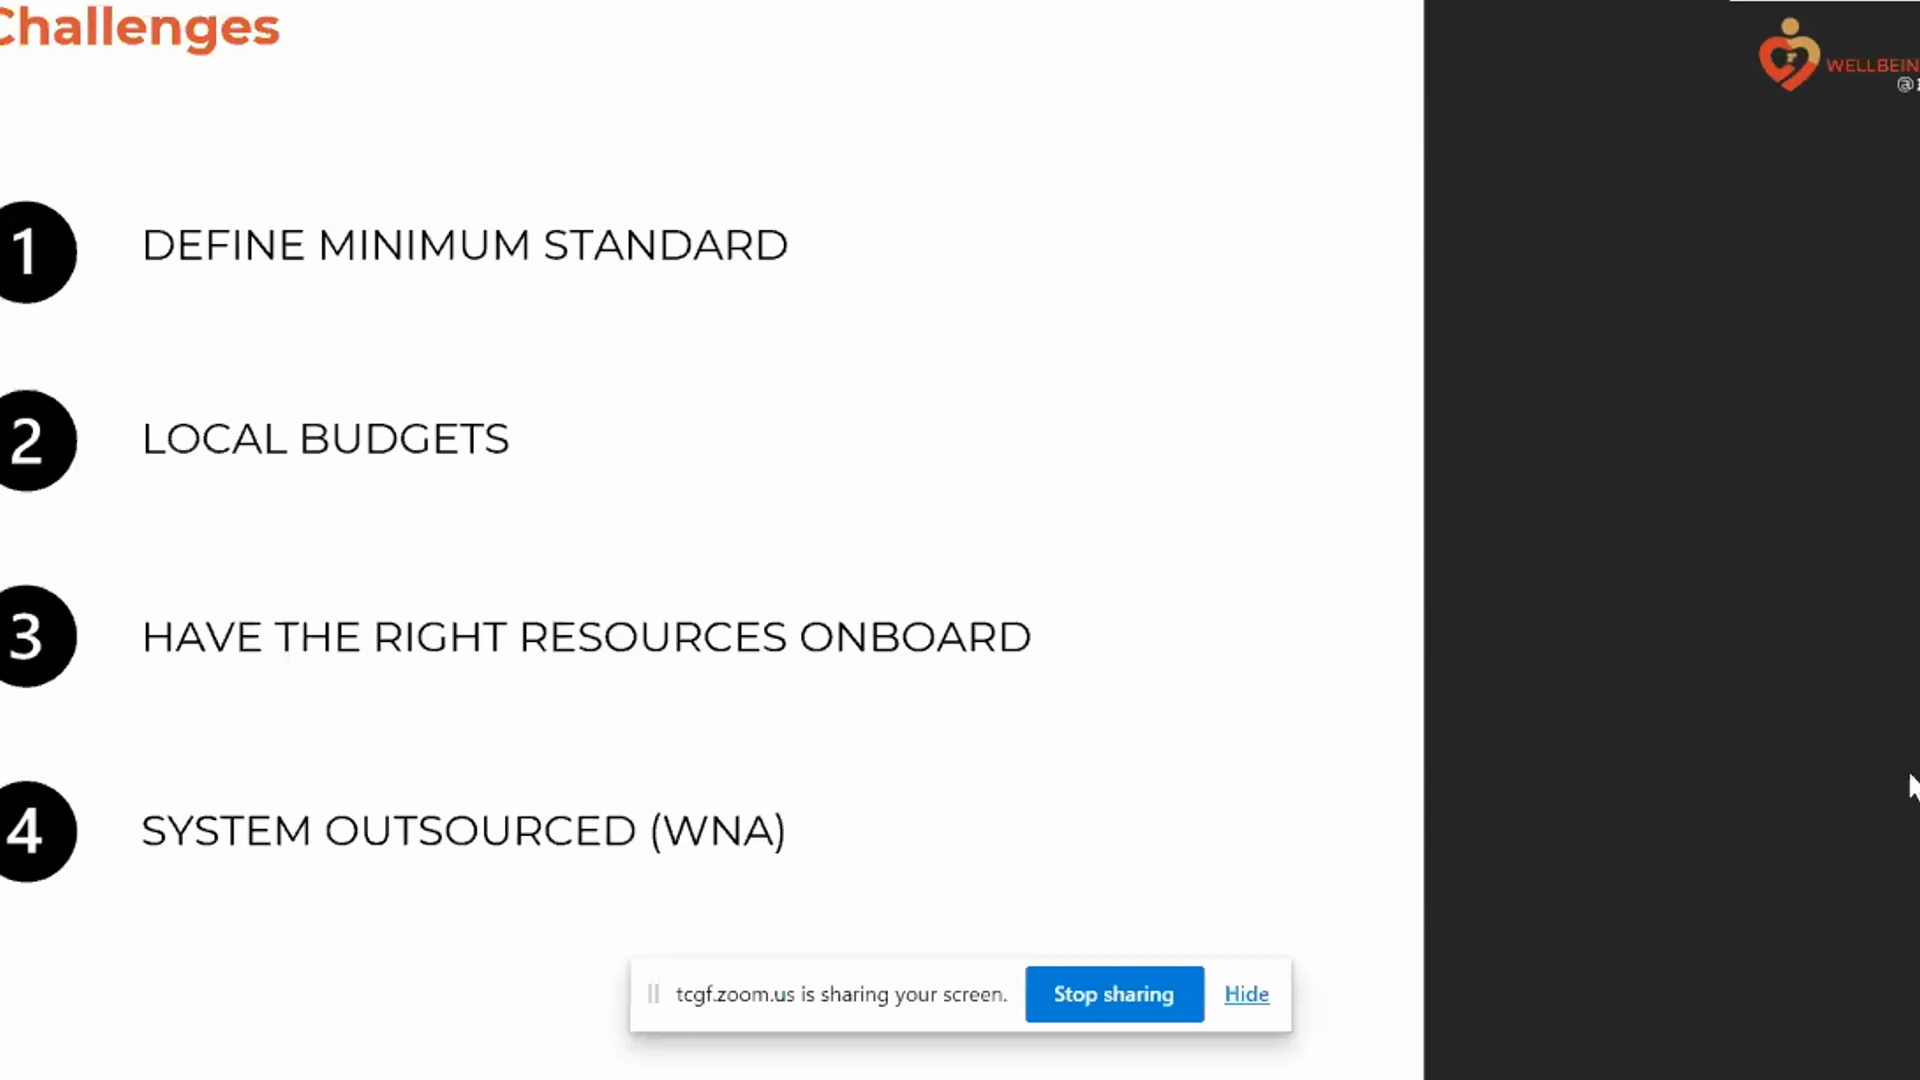 Challenges
WELLBEIN
@
1
DEFINE MINIMUM STANDARD
2
LOCAL BUDGETS
3
HAVE THE RIGHT RESOURCES ONBOARD
4
SYSTEM OUTSOURCED (WNA)
tcgf.zoom.us is sharing your screen. Stop sharing Hide